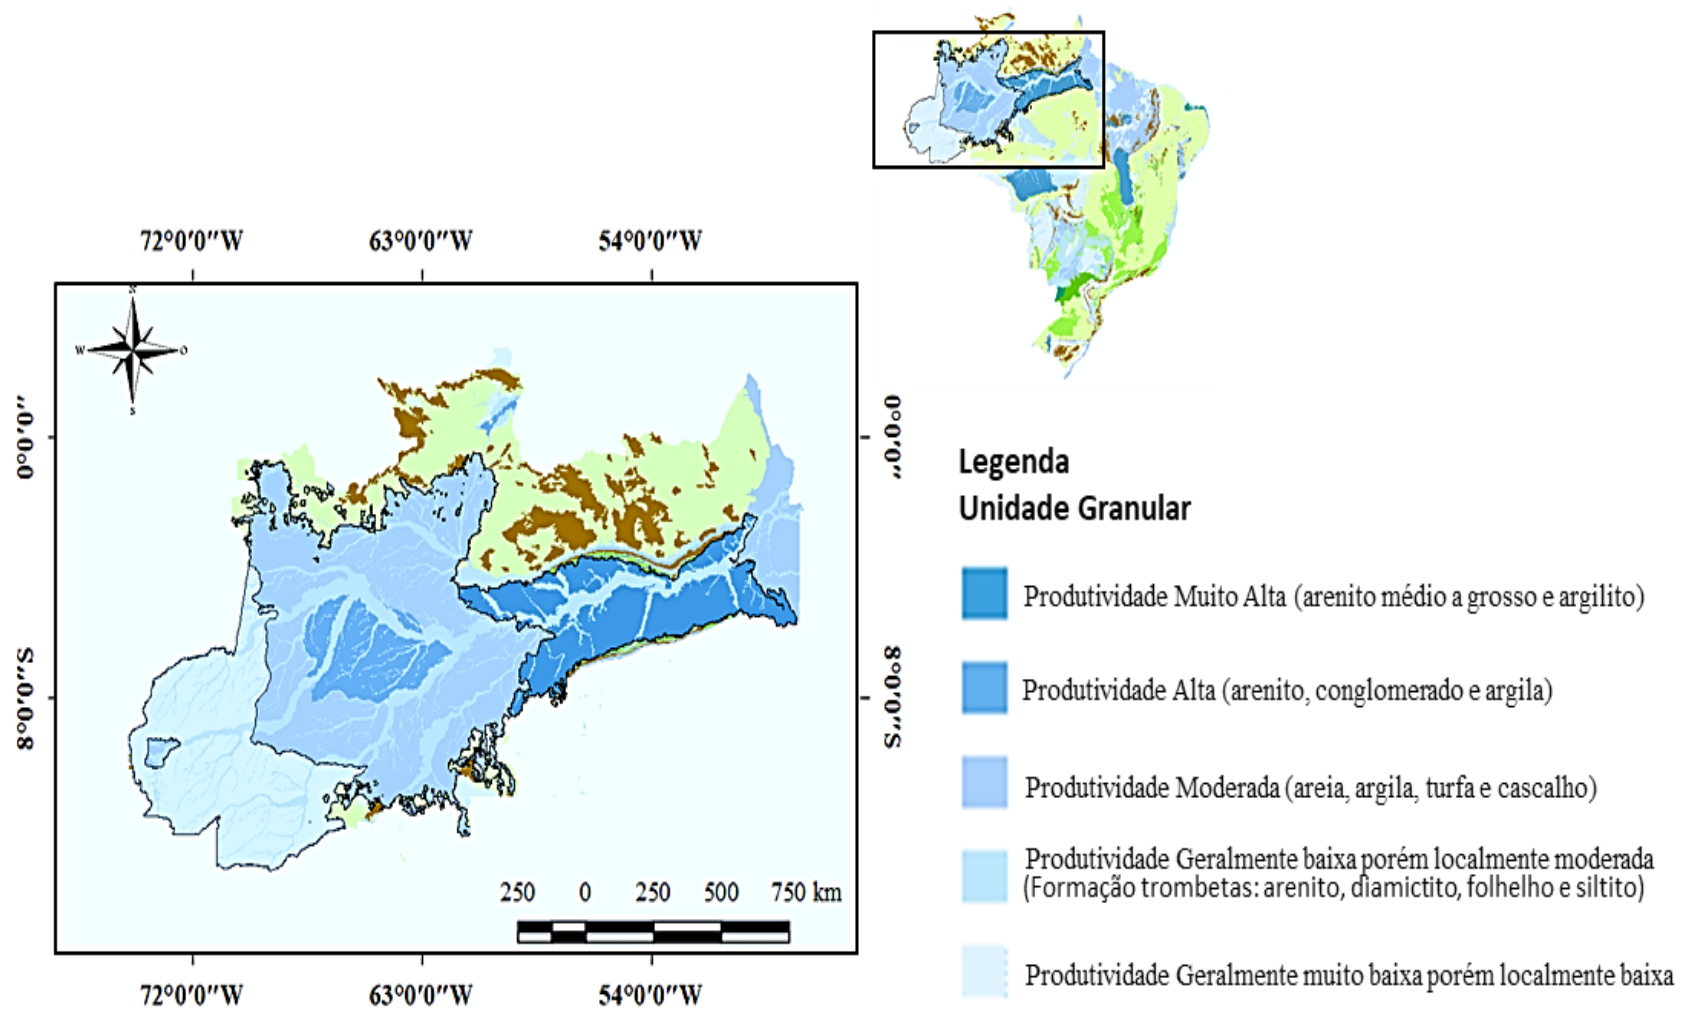 72°0'0"W 63°0'0"W 54°0'0"W
N
W O
S
0°0'0"
0°0'0"
8°0'0"S
8°0'0"S
250 0 250 500 750 km
72°0'0"W 63°0'0"W 54°0'0"W
Legenda
Unidade Granular
Produtividade Muito Alta (arenito médio a grosso e argilito)
Produtividade Alta (arenito, conglomerado e argila)
Produtividade Moderada (areia, argila, turfa e cascalho)
Produtividade Geralmente baixa porém localmente moderada
(Formação trombetas: arenito, diamictito, folhelho e siltito)
Produtividade Geralmente muito baixa porém localmente baixa